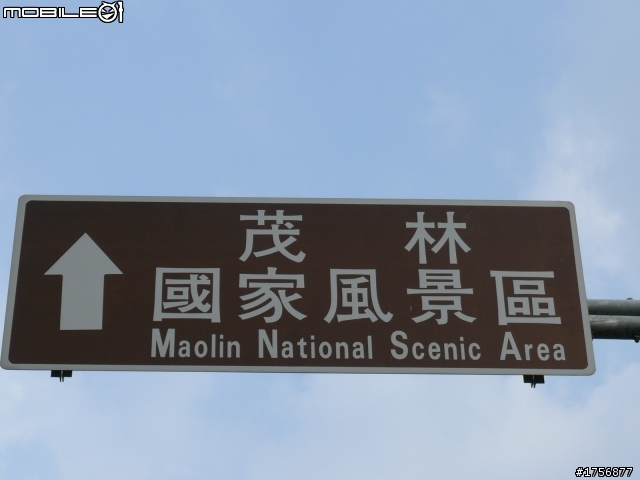 MOBILE01
茂林
國家風景區
Maolin National Scenic Area
#1756877